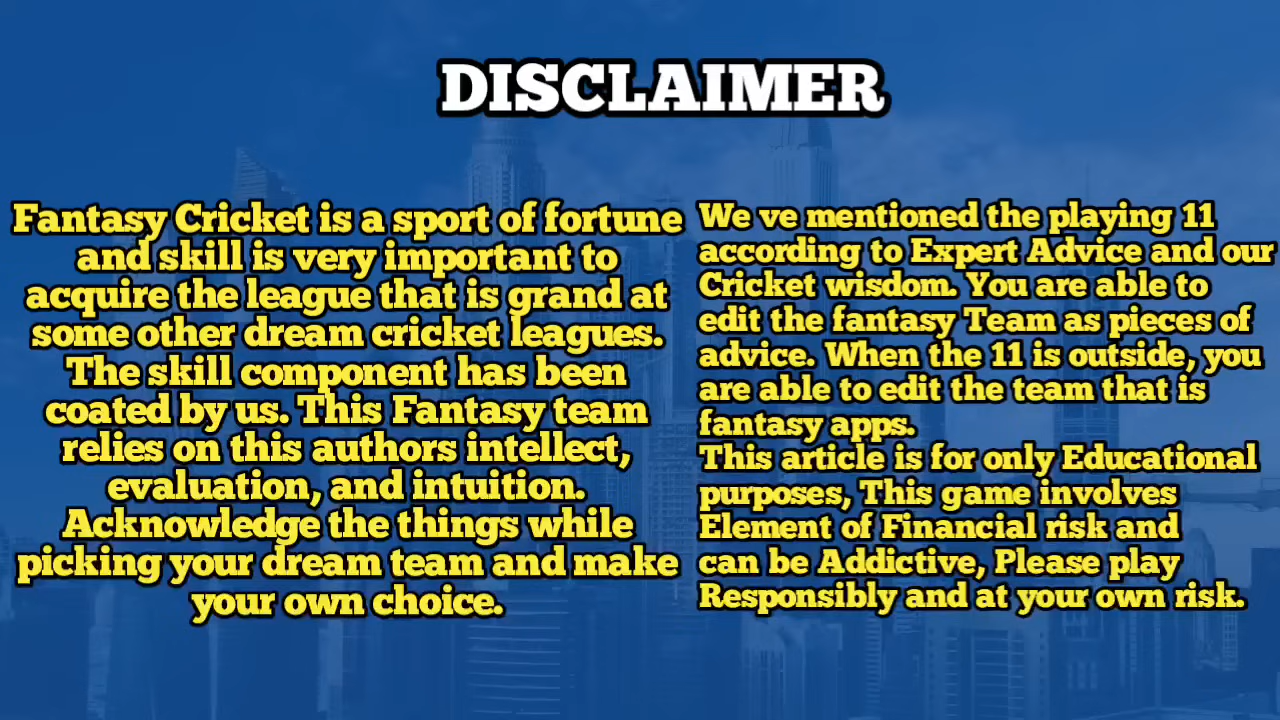 DISCLAIMER
Fantasy Cricket is a sport of fortune
and skill is very important to
acquire the league that is grand at
some other dream cricket leagues.
The skill component has been
coated by us. This Fantasy team
relies on this authors intellect,
evaluation, and intuition.
Acknowledge the things while
picking your dream team and make
your own choice.
We ve mentioned the playing 11
according to Expert Advice and our
Cricket wisdom. You are able to
edit the fantasy Team as pieces of
advice. When the 11 is outside, you
are able to edit the team that is
fantasy apps.
This article is for only Educational
purposes, This game involves
Element of Financial risk and
can be Addictive, Please play
Responsibly and at your own risk.